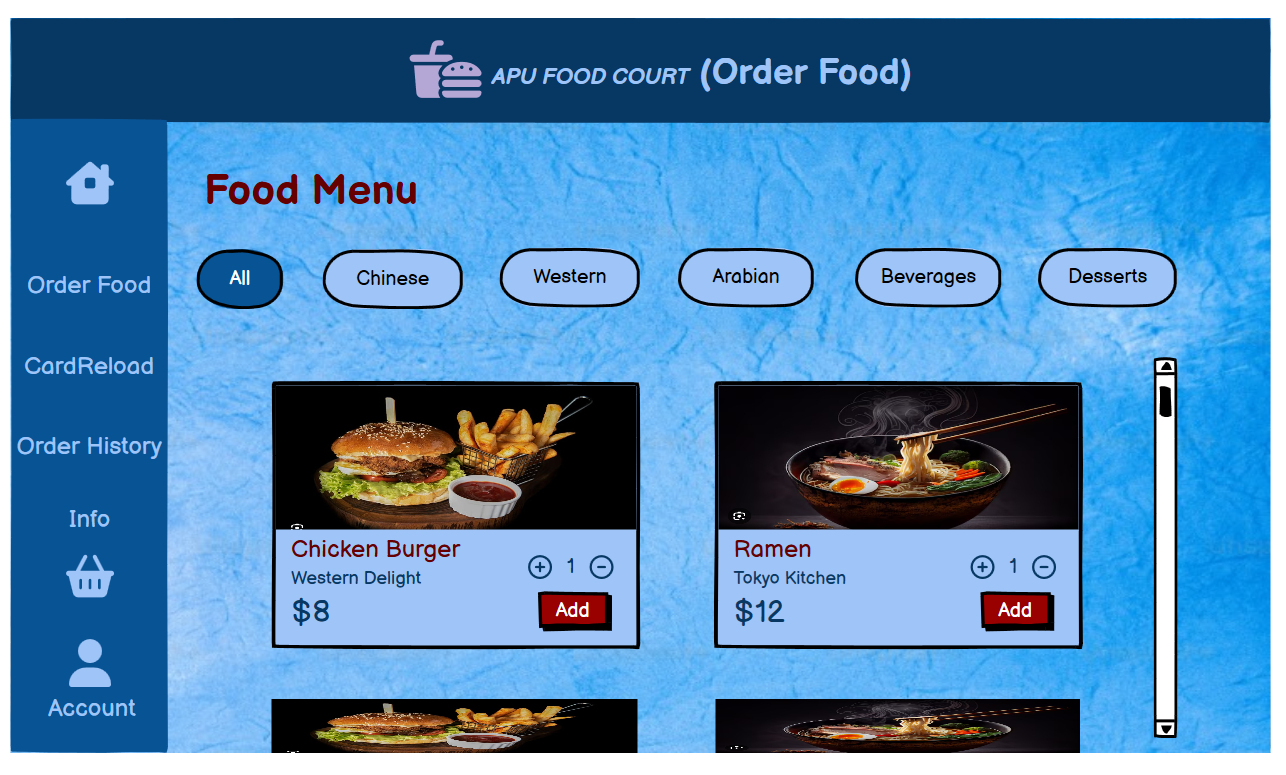 APU FOOD COURT (Order Food)
Order Food
CardReload
Order History
Info
Account
Food Menu
All
Chinese
Western
Arabian
Beverages
Desserts
Chicken Burger
Western Delight
1
$8
Add
Ramen
Tokyo Kitchen
1
$12
Add